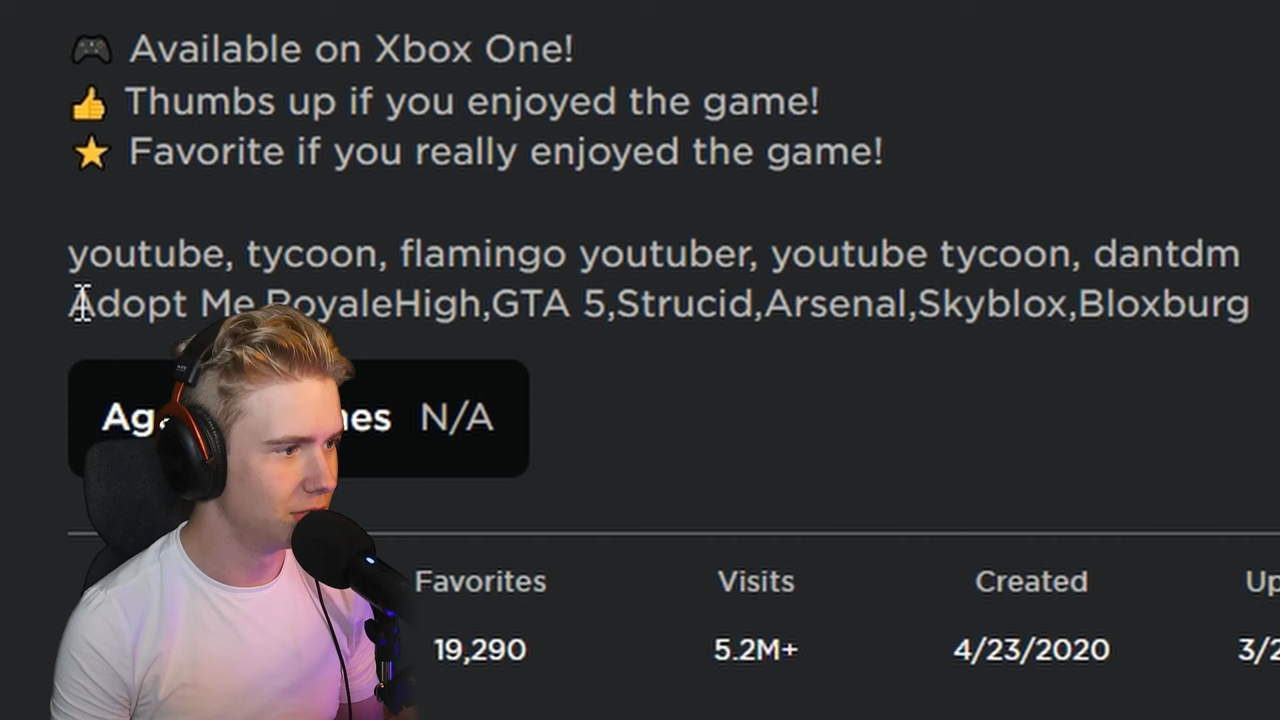 Available on Xbox One!
Thumbs up if you enjoyed the game!
Favorite if you really enjoyed the game!
youtube, tycoon, flamingo youtuber, youtube tycoon, dantdm
Adopt Me,RoyaleHigh,GTA 5,Strucid,Arsenal,Skyblox,Bloxburg
N/A
Favorites Visits Created
19,290 5.2M+ 4/23/2020